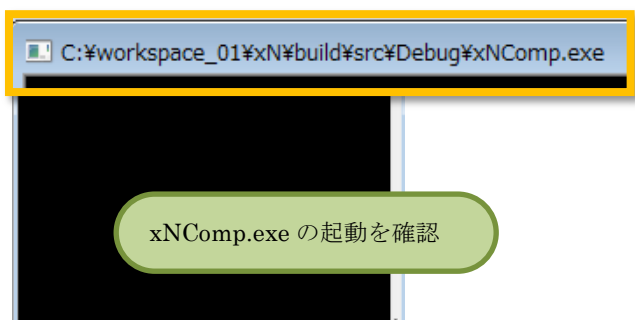 C:¥workspace_01¥xN¥build¥src¥Debug¥xNComp.exe
xNComp.exe の起動を確認